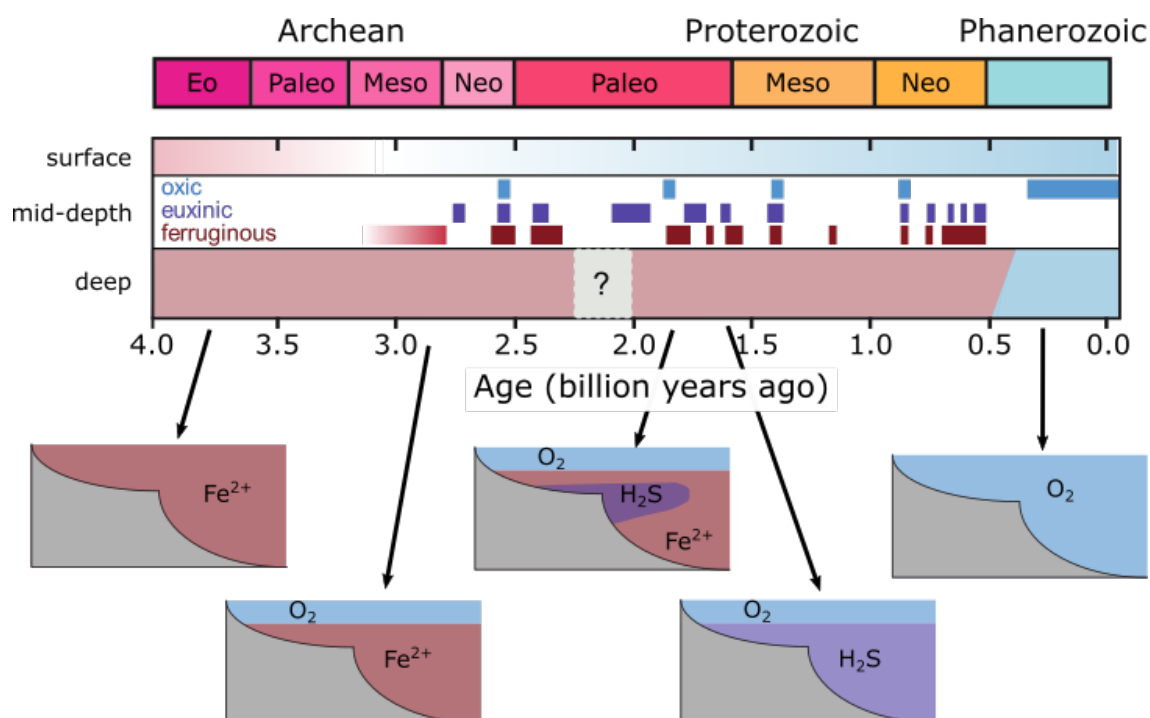 Archean Proterozoic Phanerozoic
Eo Paleo Meso Neo Paleo Meso Neo
surface
oxic
mid-depth euxinic
ferruginous
deep ?
4.0 3.5 3.0 2.5 2.0 1.5 1.0 0.5 0.0
Age (billion years ago)
Fe²⁺
O₂ H₂S Fe²⁺
O₂
O₂ Fe²⁺
O₂ H₂S